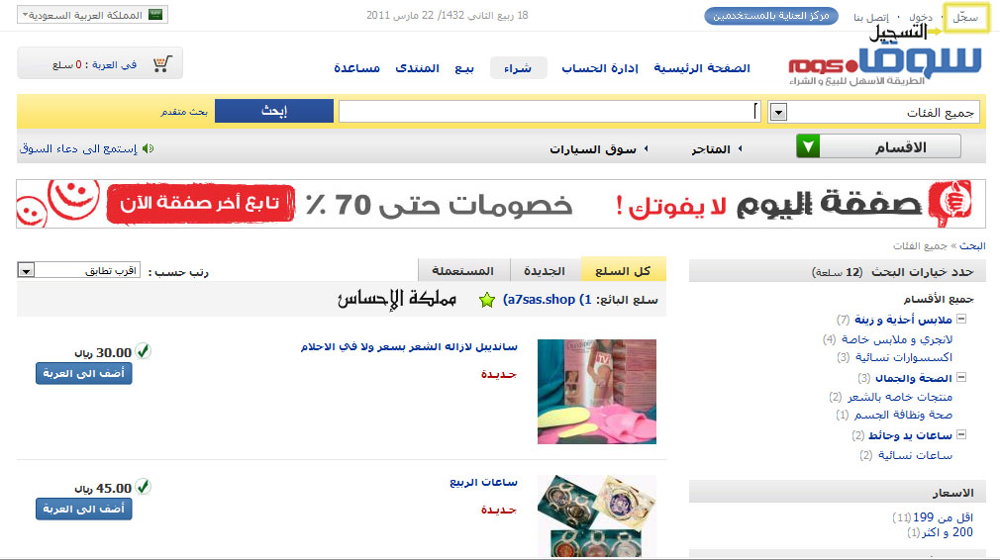 سجّل · دخول · إتصل بنا مركز العناية بالمستخدمين 18 ربيع الثاني 1432/ 22 مارس 2011 المملكة العربية السعودية
التسجيل
سوق.souq
الطريقة الأسهل للبيع و الشراء
الصفحة الرئيسية إدارة الحساب شراء بيع المنتدى مساعدة
في العربة : 0 سلع
جميع الفئات إبحث بحث متقدم
الاقسام المتاجر سوق السيارات إستمع الى دعاء السوق
صفقة اليوم لا يفوتك ! خصومات حتى 70 ٪ تابع أخر صفقة الآن
البحث » جميع الفئات
حدد خيارات البحث (12 سلعة)
جميع الأقسام
ملابس أحذية و زينة (7)
لانجري و ملابس خاصة (4)
اكسسوارات نسائية (3)
الصحة والجمال (3)
منتجات خاصه بالشعر (2)
صحة ونظافة الجسم (1)
ساعات يد وحائط (2)
ساعات نسائية (2)
الاسعار
اقل من 199 (11)
200 و اكثر (1)
كل السلع الجديدة المستعملة رتب حسب : اقرب تطابق
سلع البائع: a7sas.shop (1) مملكة الإحساس
سانديبل لازاله الشعر بسعر ولا في الاحلام
جـديـدة
30.00 ريال
أضف الى العربة
ساعات الربيع
جـديـدة
45.00 ريال
أضف الى العربة